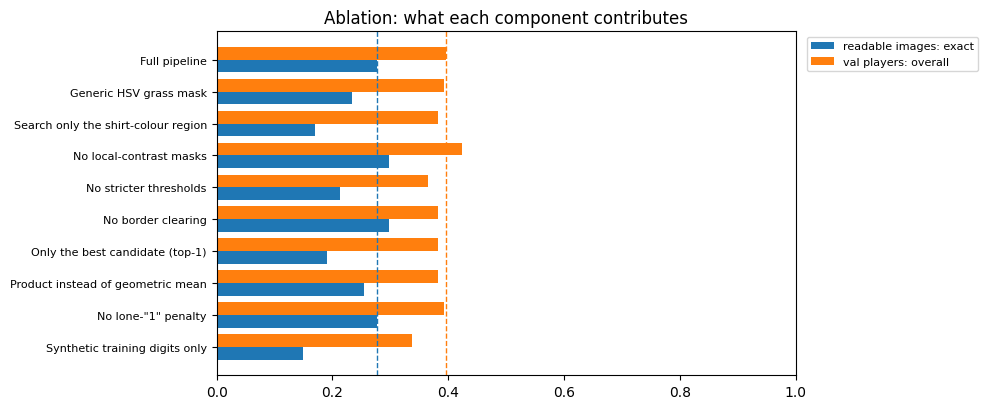 Ablation: what each component contributes
Full pipeline
Generic HSV grass mask
Search only the shirt-colour region
No local-contrast masks
No stricter thresholds
No border clearing
Only the best candidate (top-1)
Product instead of geometric mean
No lone-"1" penalty
Synthetic training digits only
0.0 0.2 0.4 0.6 0.8 1.0
readable images: exact
val players: overall